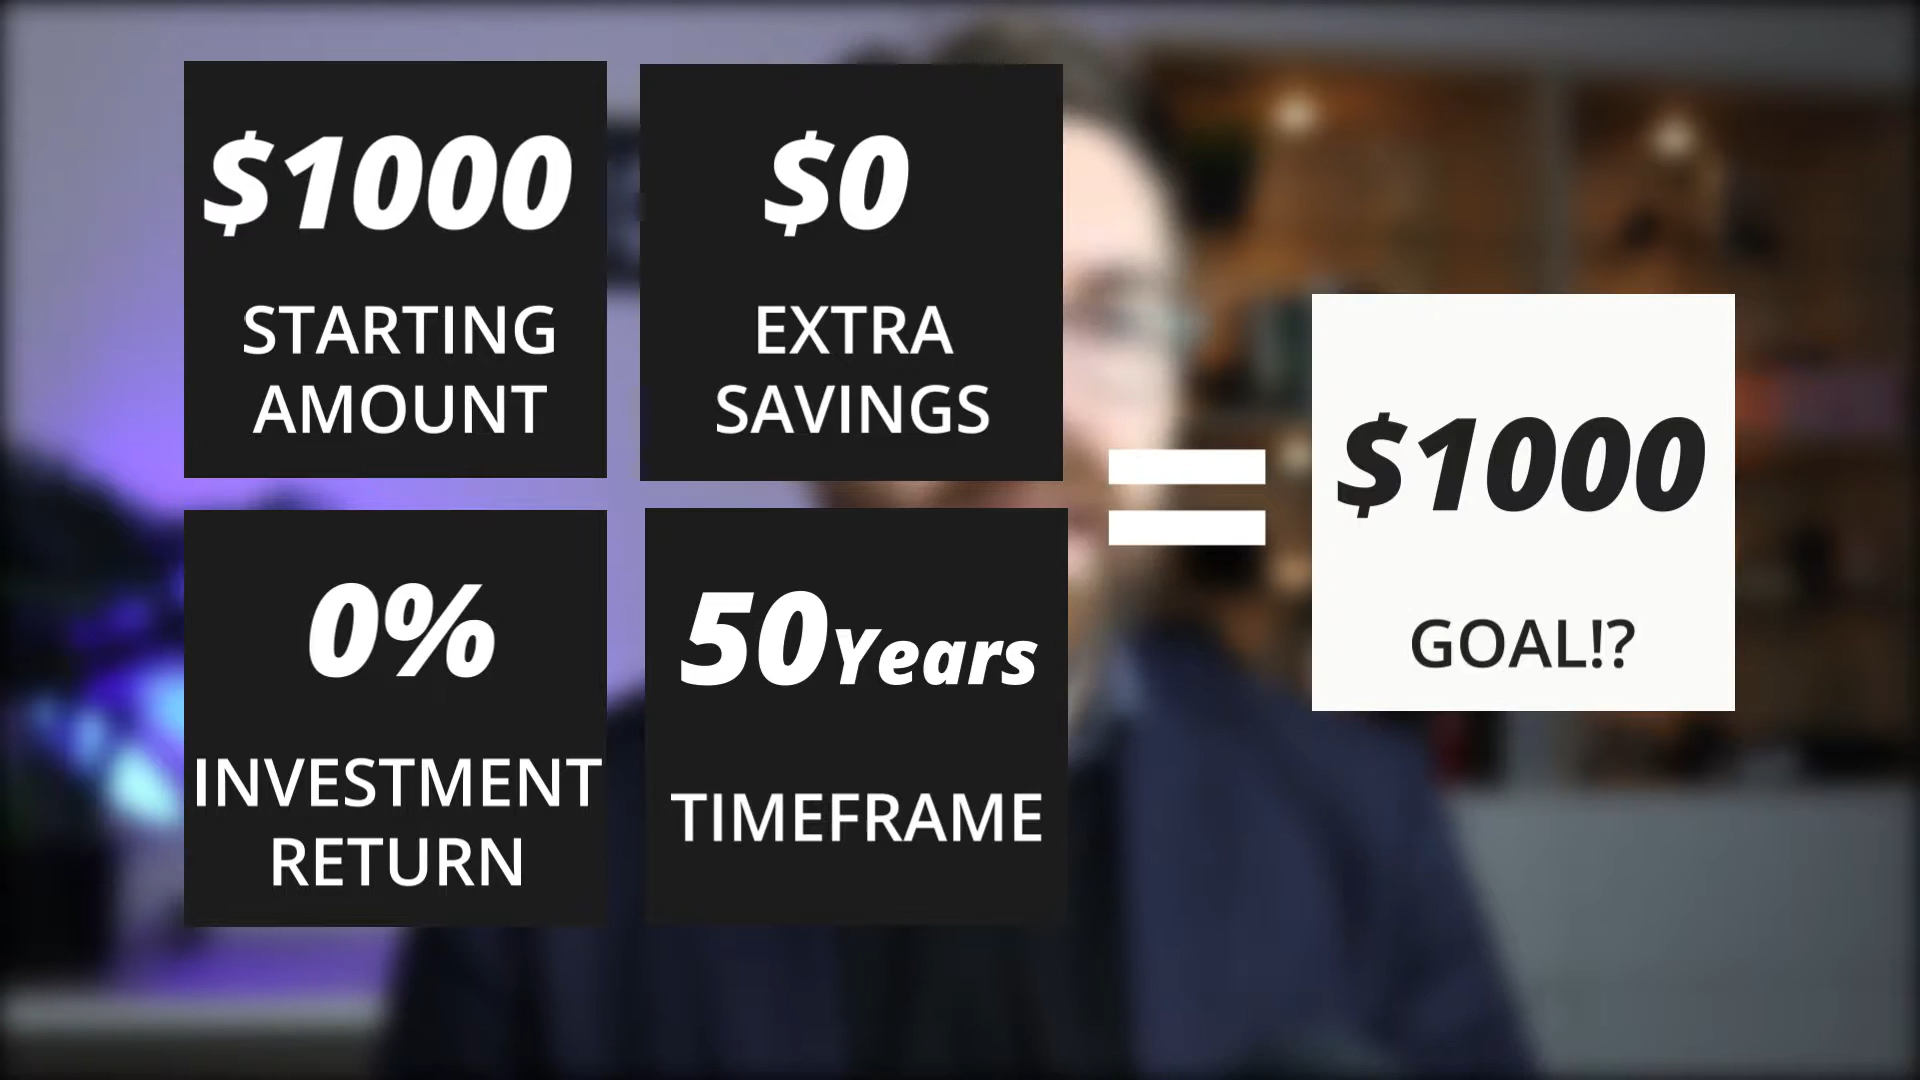 $1000
STARTING
AMOUNT
$0
EXTRA
SAVINGS
0%
INVESTMENT
RETURN
50Years
TIMEFRAME
=
$1000
GOAL!?